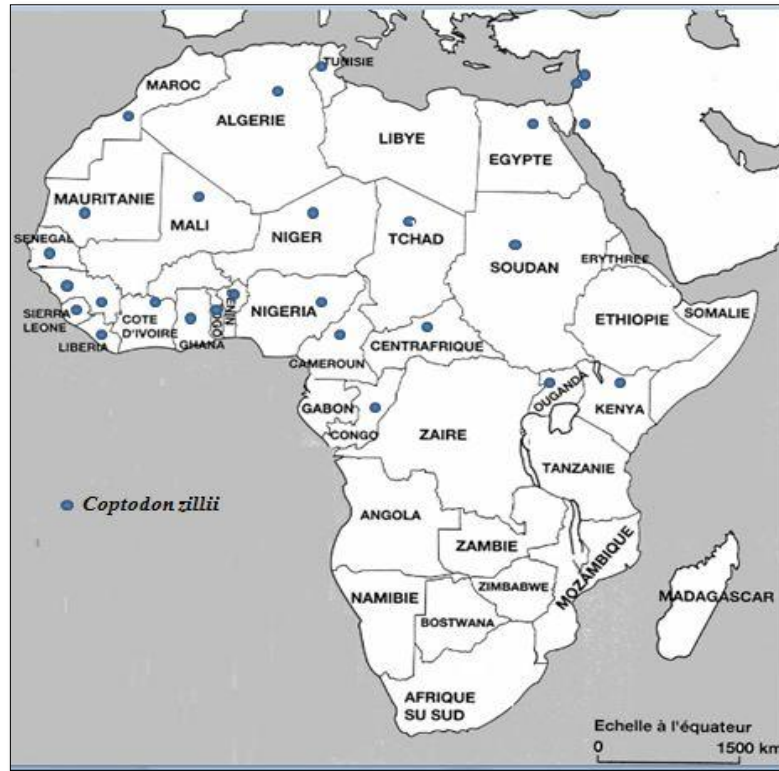 TUNISIE
MAROC
ALGERIE
LIBYE
EGYPTE
MAURITANIE
MALI
NIGER
TCHAD
SOUDAN
SENEGAL
ERYTHREE
SIERRA
LEONE
COTE
D'IVOIRE
TOGO
BENIN
NIGERIA
ETHIOPIE
SOMALIE
LIBERIA
GHANA
CAMEROUN
CENTRAFRIQUE
OUGANDA
KENYA
GABON
CONGO
ZAIRE
TANZANIE
Coptodon zillii
ANGOLA
ZAMBIE
MOZAMBIQUE
NAMIBIE
ZIMBABWE
MADAGASCAR
BOSTWANA
AFRIQUE
SU SUD
Echelle à l'équateur
0 1500 km